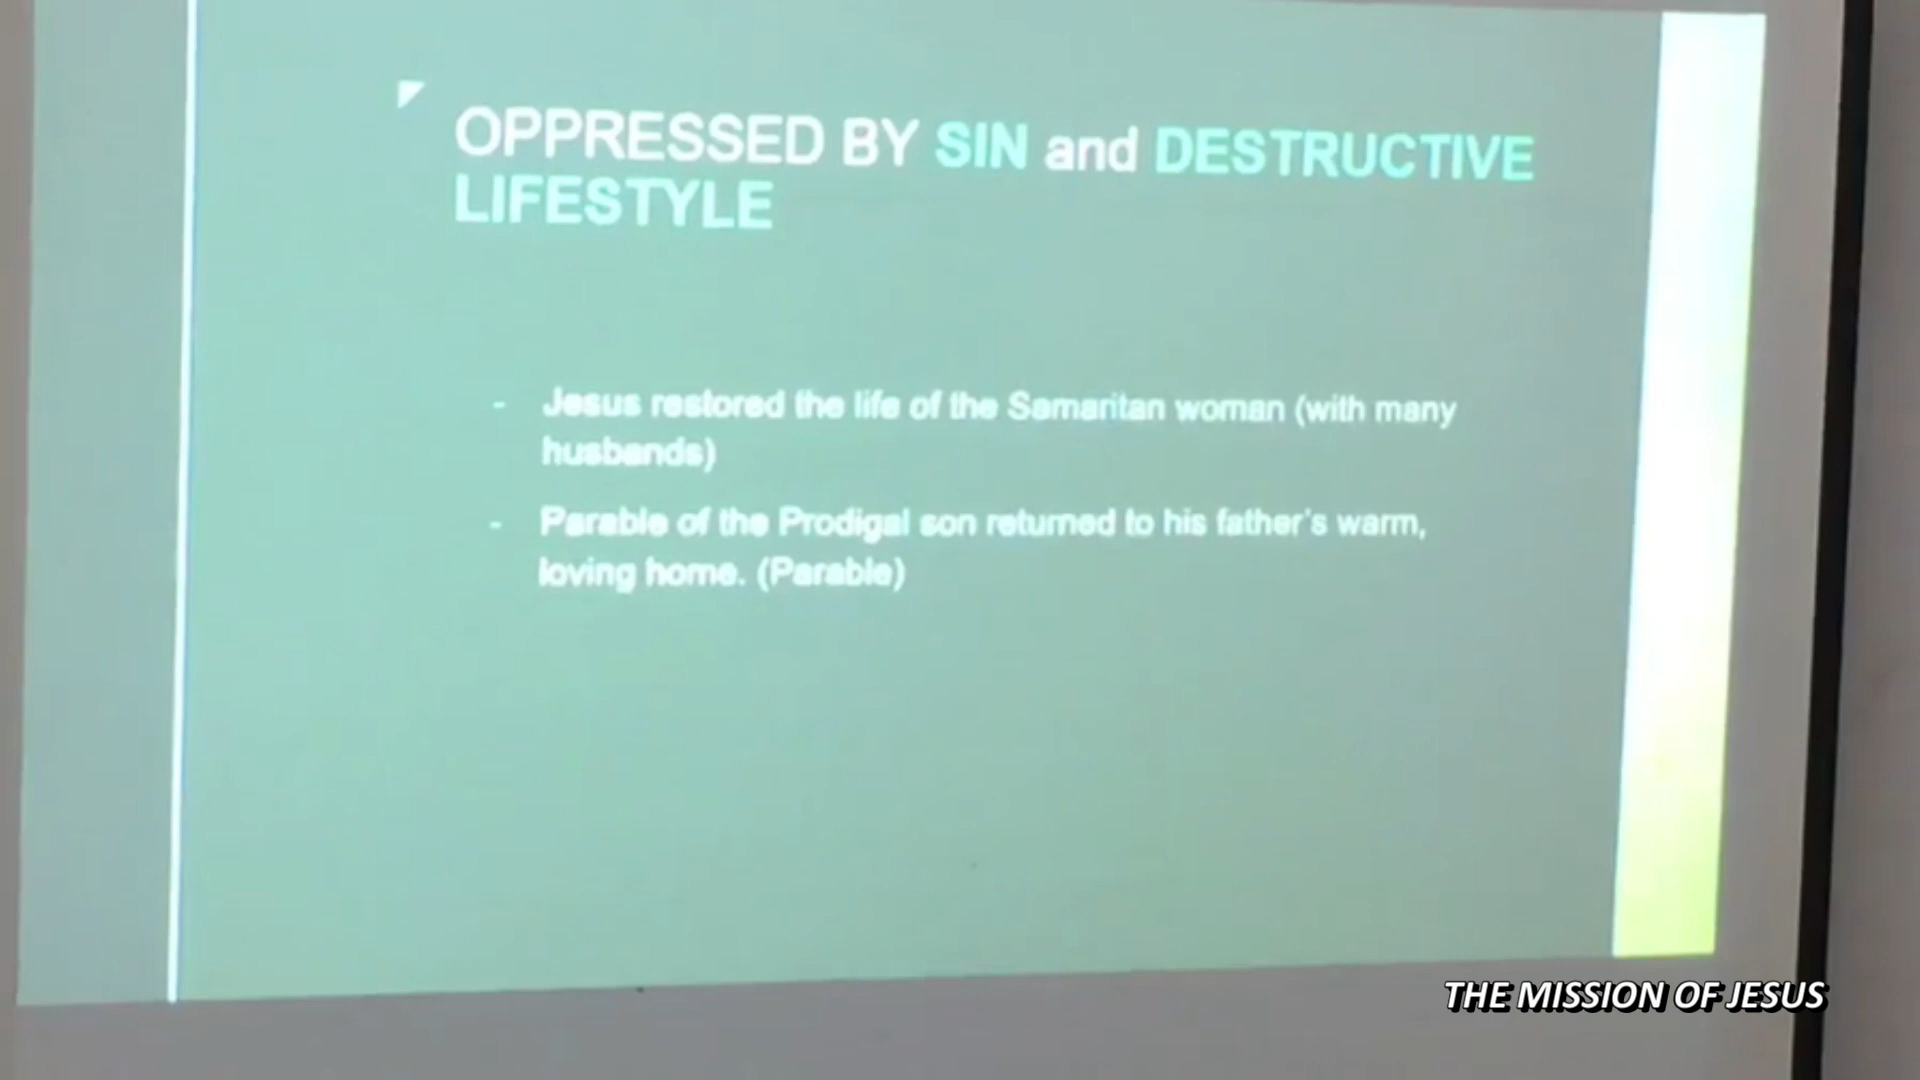 OPPRESSED BY SIN and DESTRUCTIVE
LIFESTYLE
- Jesus restored the life of the Samaritan woman (with many
husbands)
- Parable of the Prodigal son returned to his father's warm,
loving home. (Parable)
THE MISSION OF JESUS